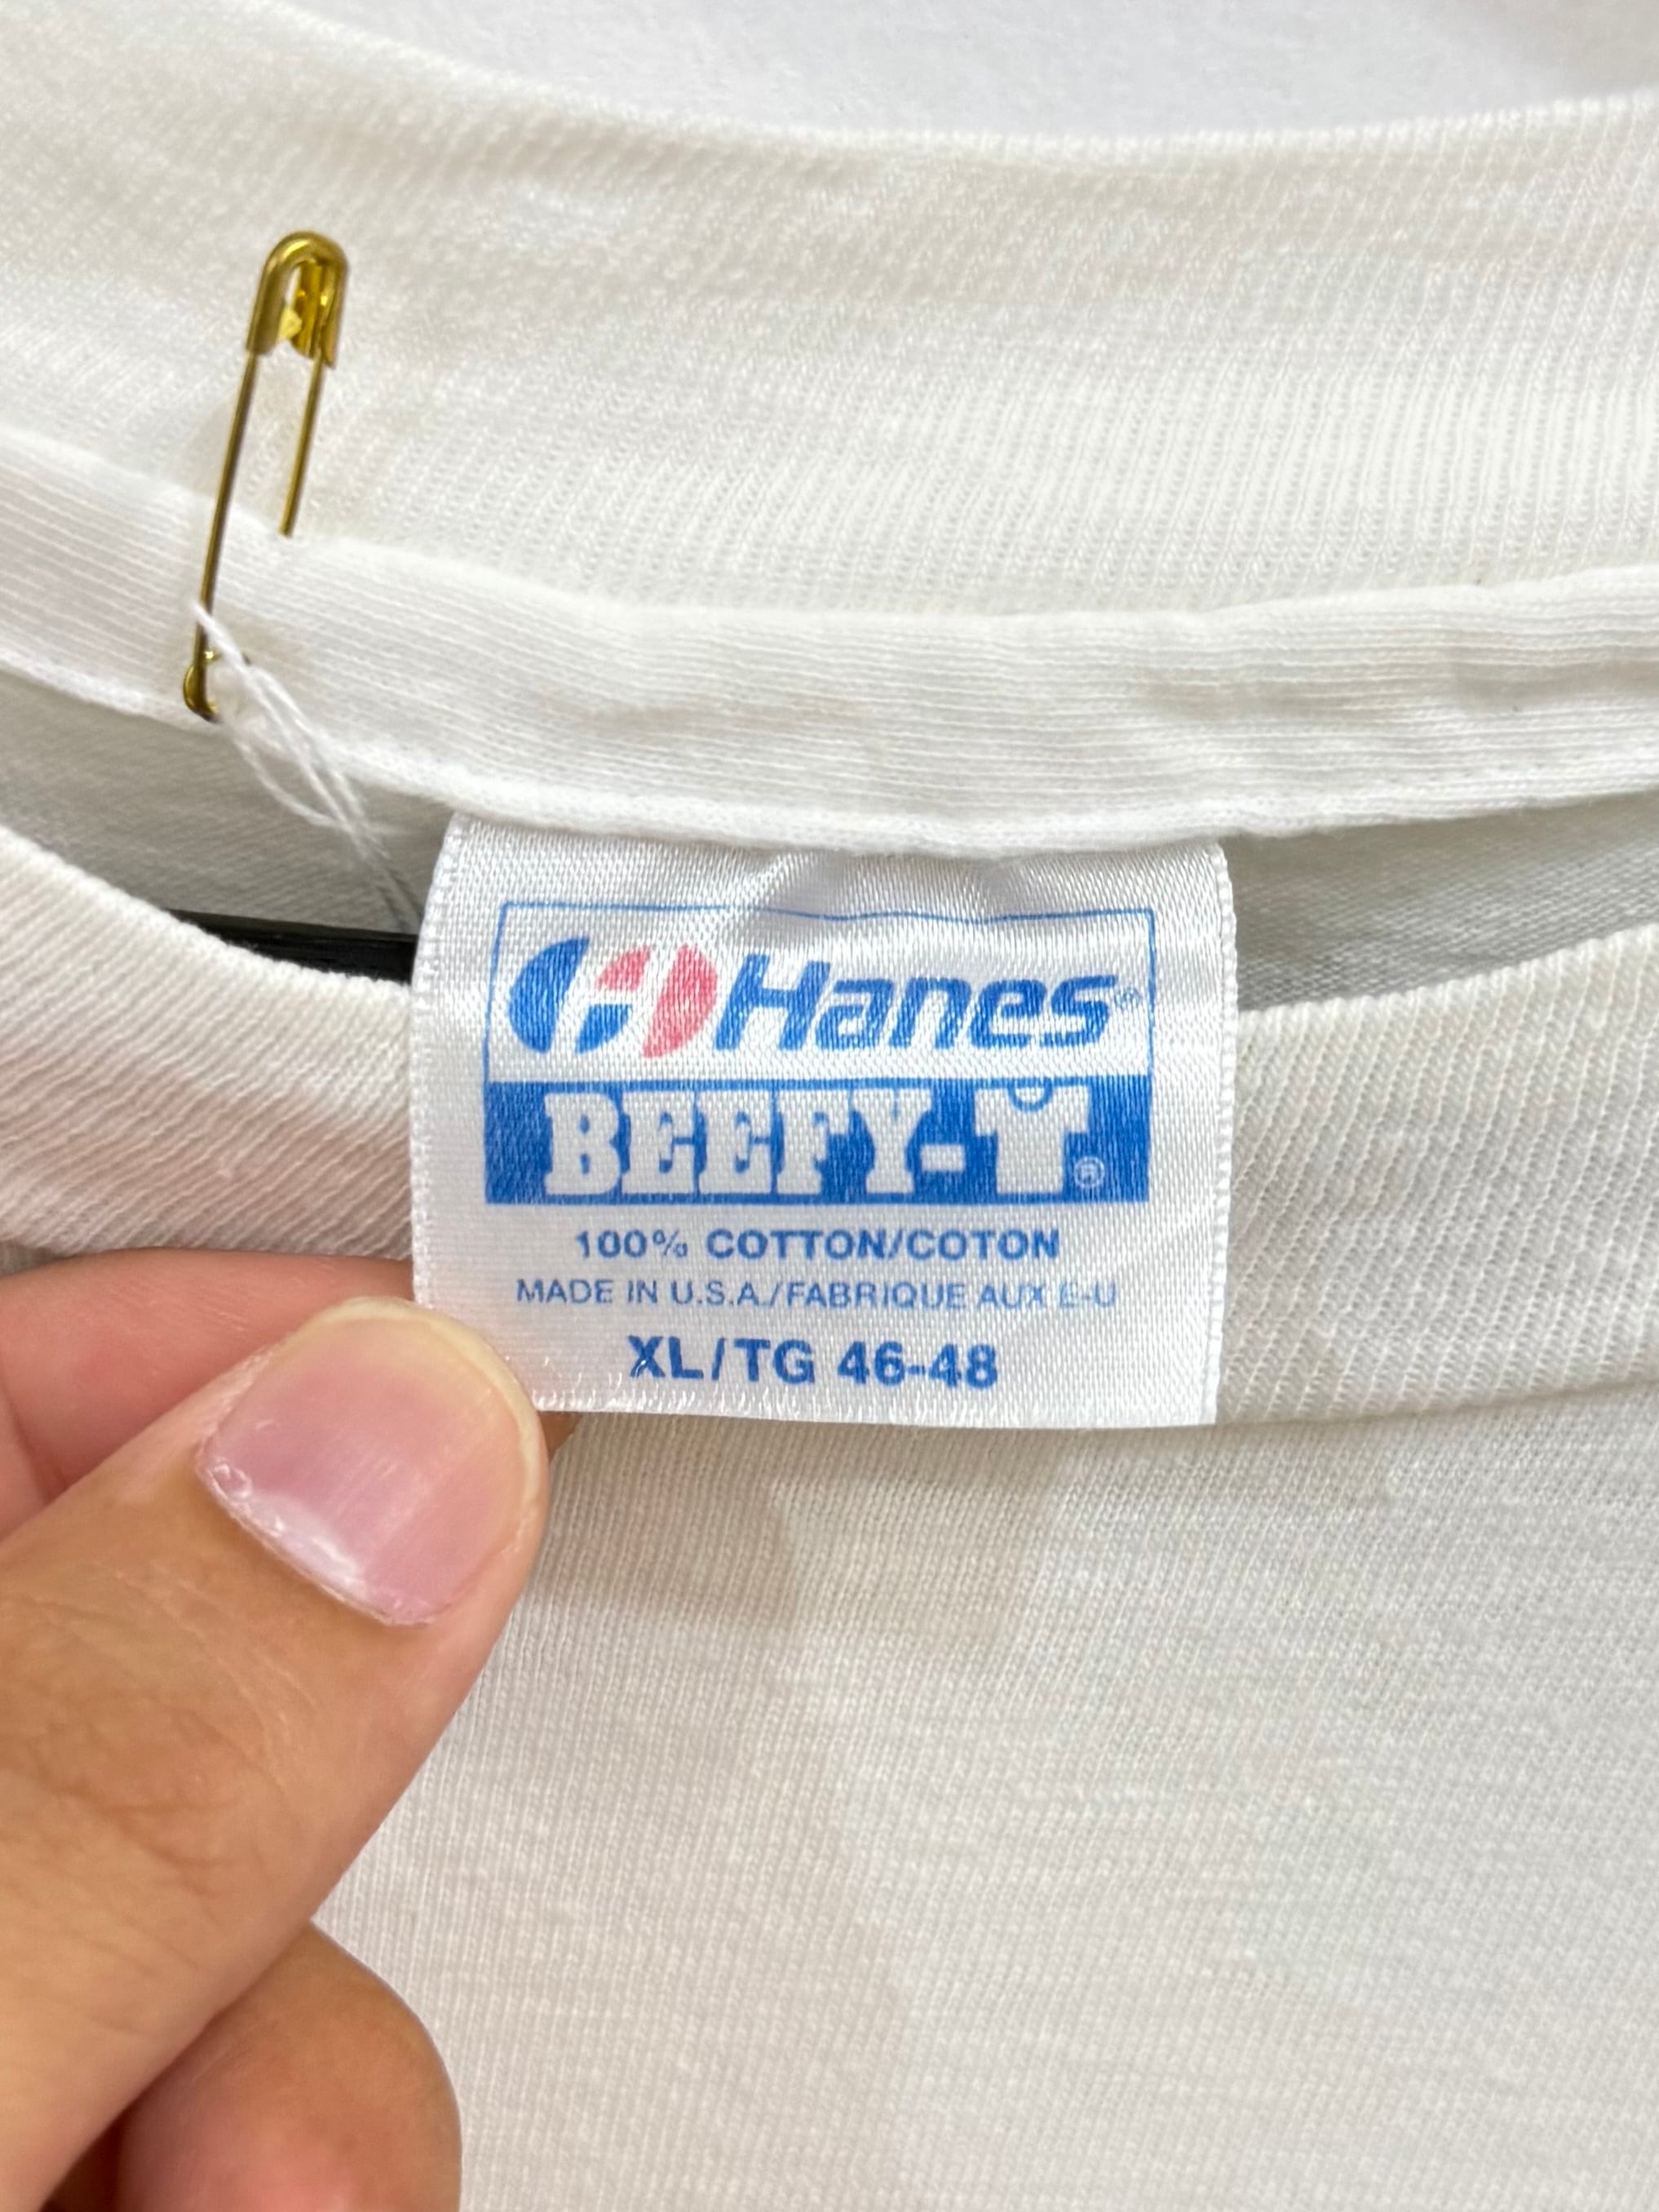 Hanes
BEEFY-T®
100% COTTON/COTON
MADE IN U.S.A./FABRIQUE AUX E-U
XL/TG 46-48